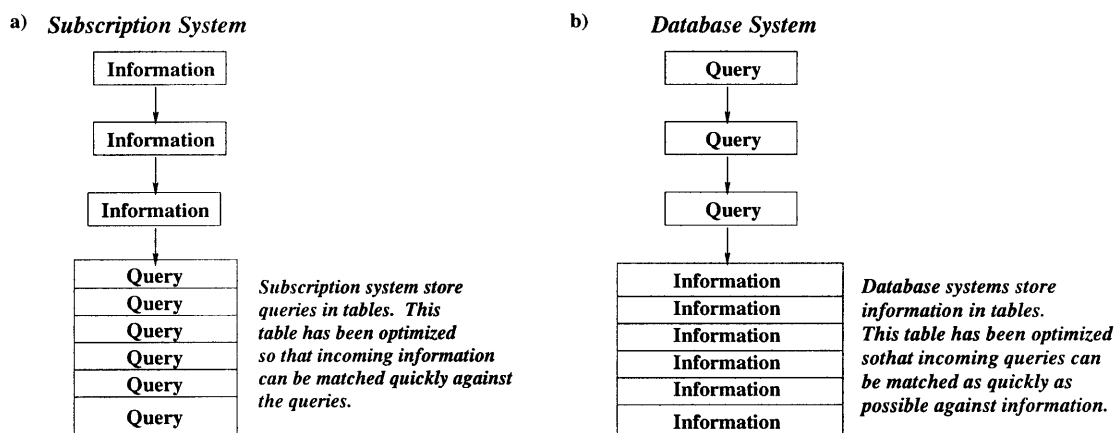 a) Subscription System
Information
Information
Information
Query
Query
Query
Query
Query
Query
Subscription system store
queries in tables. This
table has been optimized
so that incoming information
can be matched quickly against
the queries.
b) Database System
Query
Query
Query
Information
Information
Information
Information
Information
Information
Database systems store
information in tables.
This table has been optimized
sothat incoming queries can
be matched as quickly as
possible against information.